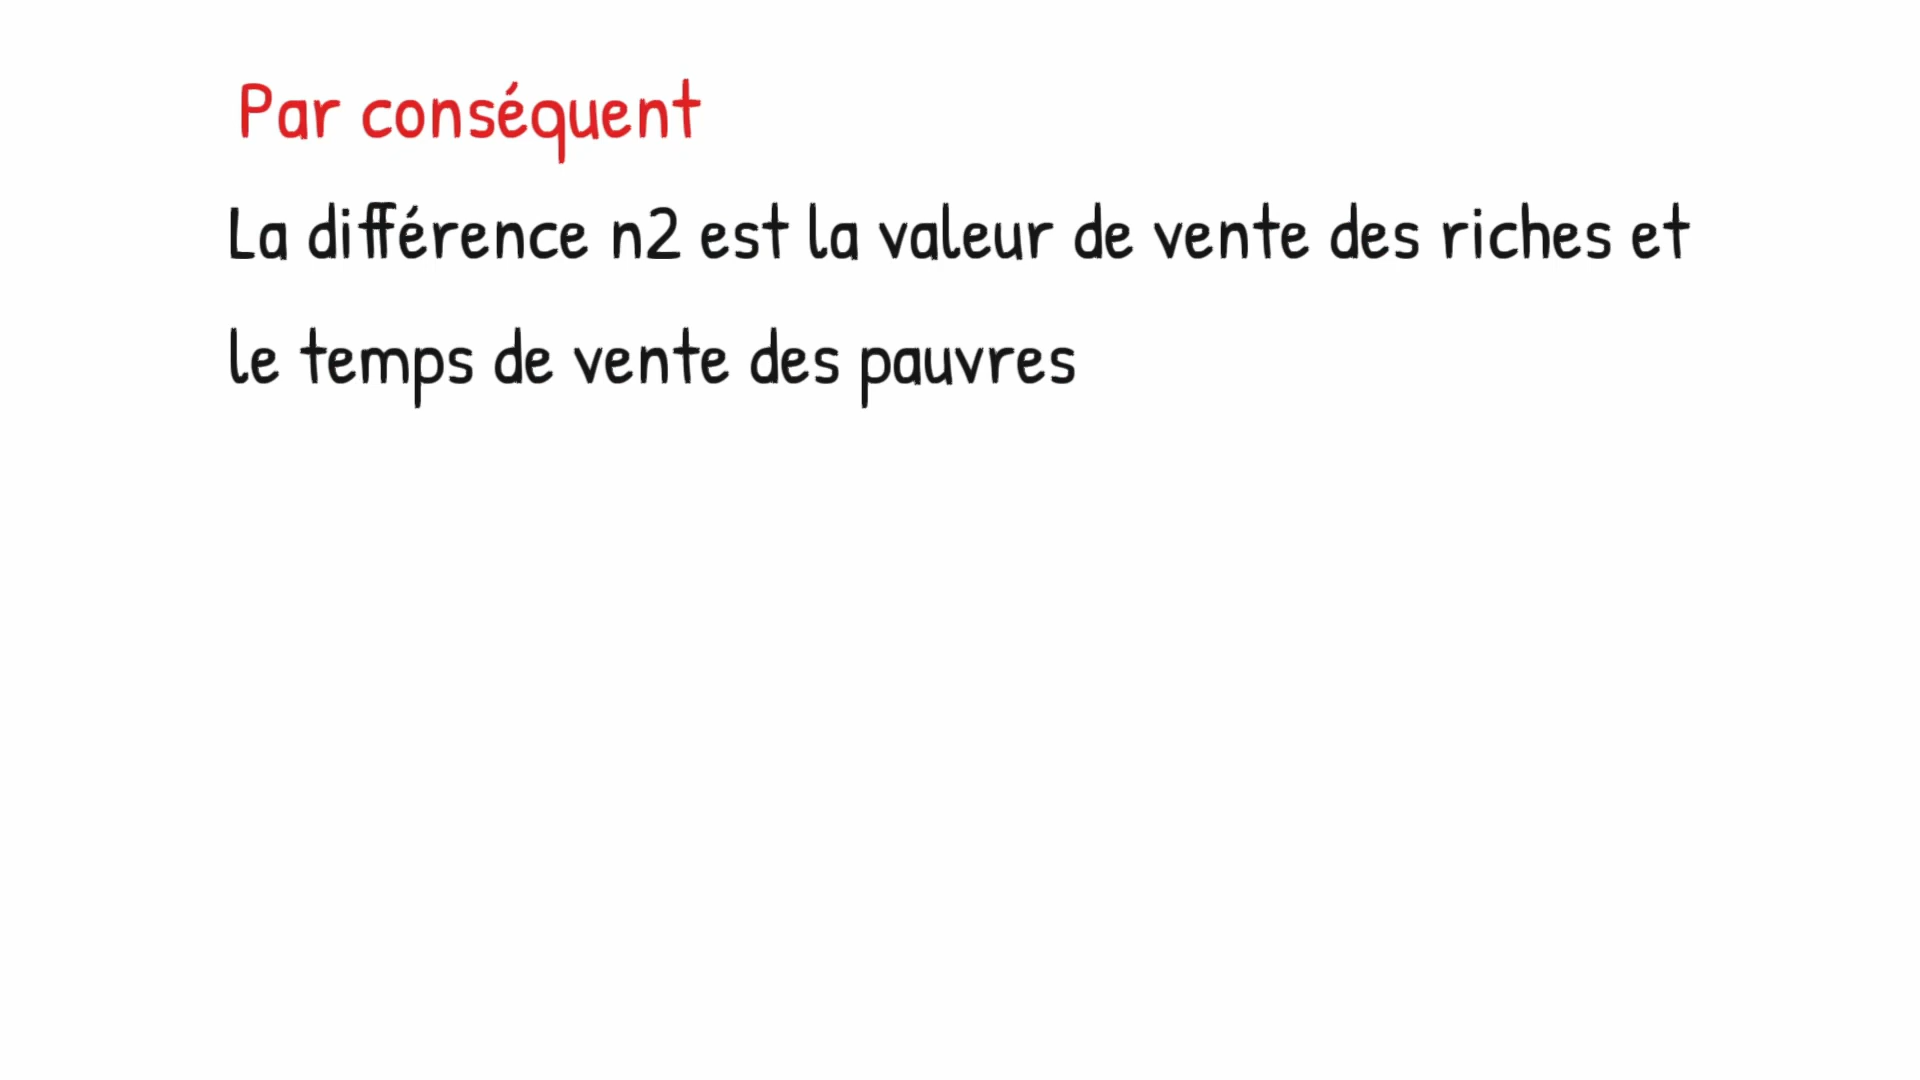 Par conséquent
La différence n2 est la valeur de vente des riches et
le temps de vente des pauvres